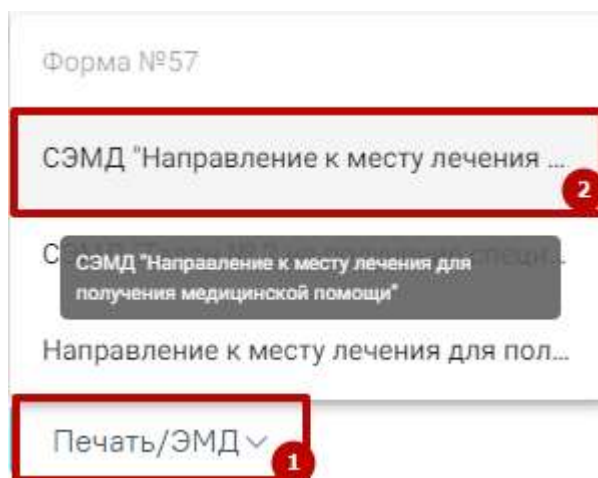 Форма №57
СЭМД "Направление к месту лечения ...
2
СЭМД "Направление к месту лечения для
получения медицинской помощи"
Направление к месту лечения для пол...
Печать/ЭМД
1